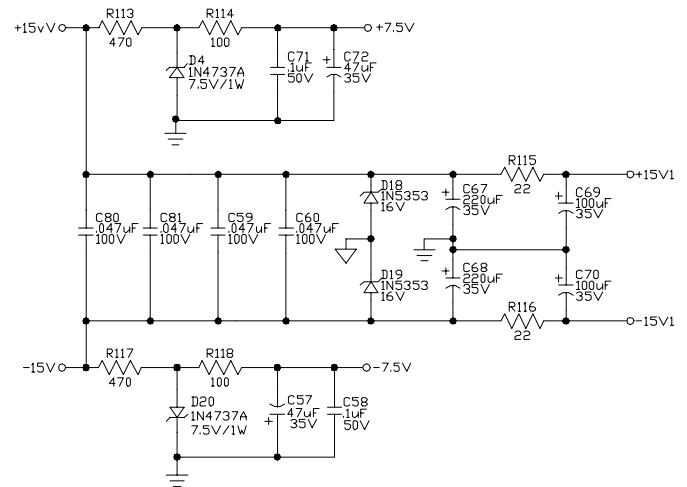 R113
R114
+15vV
470
100
+7.5V
D4
1N4737A
7.5V/1W
C71
.1uF
50V
+
C72
47uF
35V
R115
22
+15V1
C80
.047uF
100V
C81
.047uF
100V
C59
.047uF
100V
C60
.047uF
100V
D18
1N5353
16V
+
C67
220uF
35V
+
C69
100uF
35V
D19
1N5353
16V
+
C68
220uF
35V
+
C70
100uF
35V
R116
22
-15V1
R117
R118
-15V
470
100
-7.5V
D20
1N4737A
7.5V/1W
C57
47uF
35V
+
C58
.1uF
50V